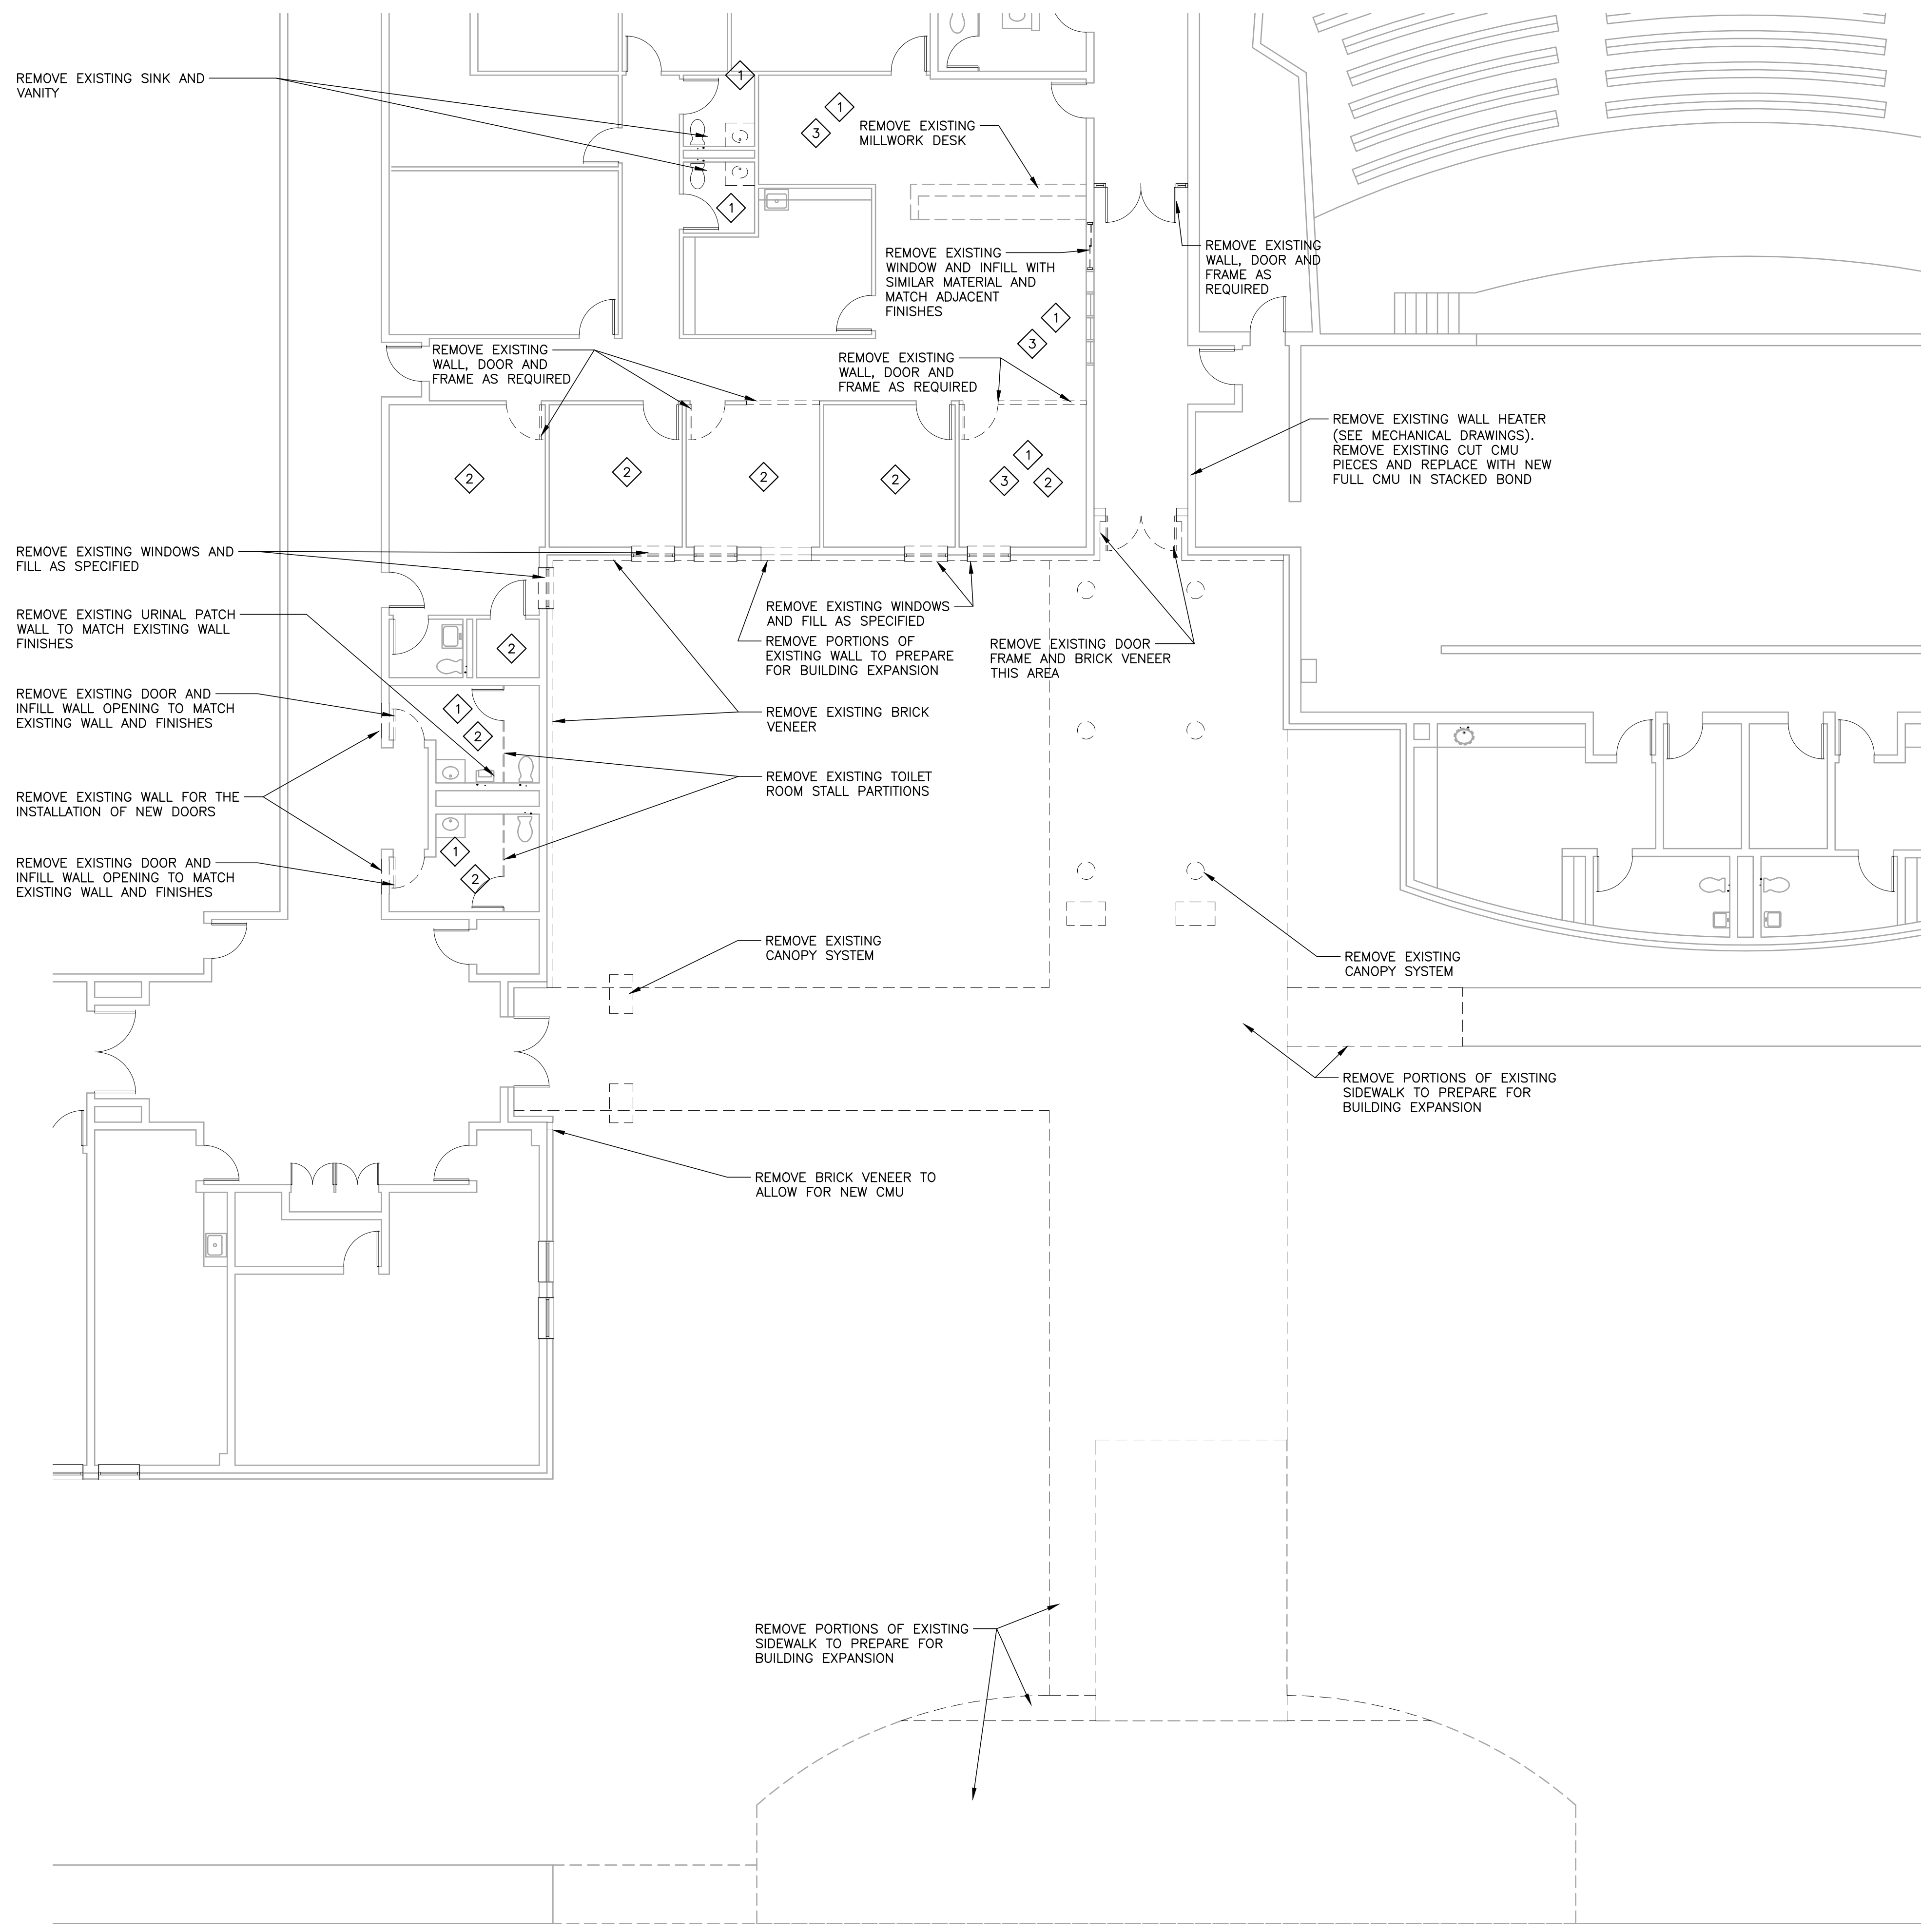 REMOVE EXISTING SINK AND
VANITY
1
1
3
REMOVE EXISTING
MILLWORK DESK
1
REMOVE EXISTING
WINDOW AND INFILL WITH
SIMILAR MATERIAL AND
MATCH ADJACENT
FINISHES
REMOVE EXISTING
WALL, DOOR AND
FRAME AS
REQUIRED
1
3
REMOVE EXISTING
WALL, DOOR AND
FRAME AS REQUIRED
REMOVE EXISTING
WALL, DOOR AND
FRAME AS REQUIRED
REMOVE EXISTING WALL HEATER
(SEE MECHANICAL DRAWINGS).
REMOVE EXISTING CUT CMU
PIECES AND REPLACE WITH NEW
FULL CMU IN STACKED BOND
2
2
2
2
1
3
2
REMOVE EXISTING WINDOWS AND
FILL AS SPECIFIED
REMOVE EXISTING WINDOWS
AND FILL AS SPECIFIED
REMOVE EXISTING URINAL PATCH
WALL TO MATCH EXISTING WALL
FINISHES
2
REMOVE PORTIONS OF
EXISTING WALL TO PREPARE
FOR BUILDING EXPANSION
REMOVE EXISTING DOOR
FRAME AND BRICK VENEER
THIS AREA
REMOVE EXISTING DOOR AND
INFILL WALL OPENING TO MATCH
EXISTING WALL AND FINISHES
1
2
REMOVE EXISTING BRICK
VENEER
REMOVE EXISTING TOILET
ROOM STALL PARTITIONS
REMOVE EXISTING WALL FOR THE
INSTALLATION OF NEW DOORS
1
2
REMOVE EXISTING DOOR AND
INFILL WALL OPENING TO MATCH
EXISTING WALL AND FINISHES
REMOVE EXISTING
CANOPY SYSTEM
REMOVE EXISTING
CANOPY SYSTEM
REMOVE PORTIONS OF EXISTING
SIDEWALK TO PREPARE FOR
BUILDING EXPANSION
REMOVE BRICK VENEER TO
ALLOW FOR NEW CMU
REMOVE PORTIONS OF EXISTING
SIDEWALK TO PREPARE FOR
BUILDING EXPANSION